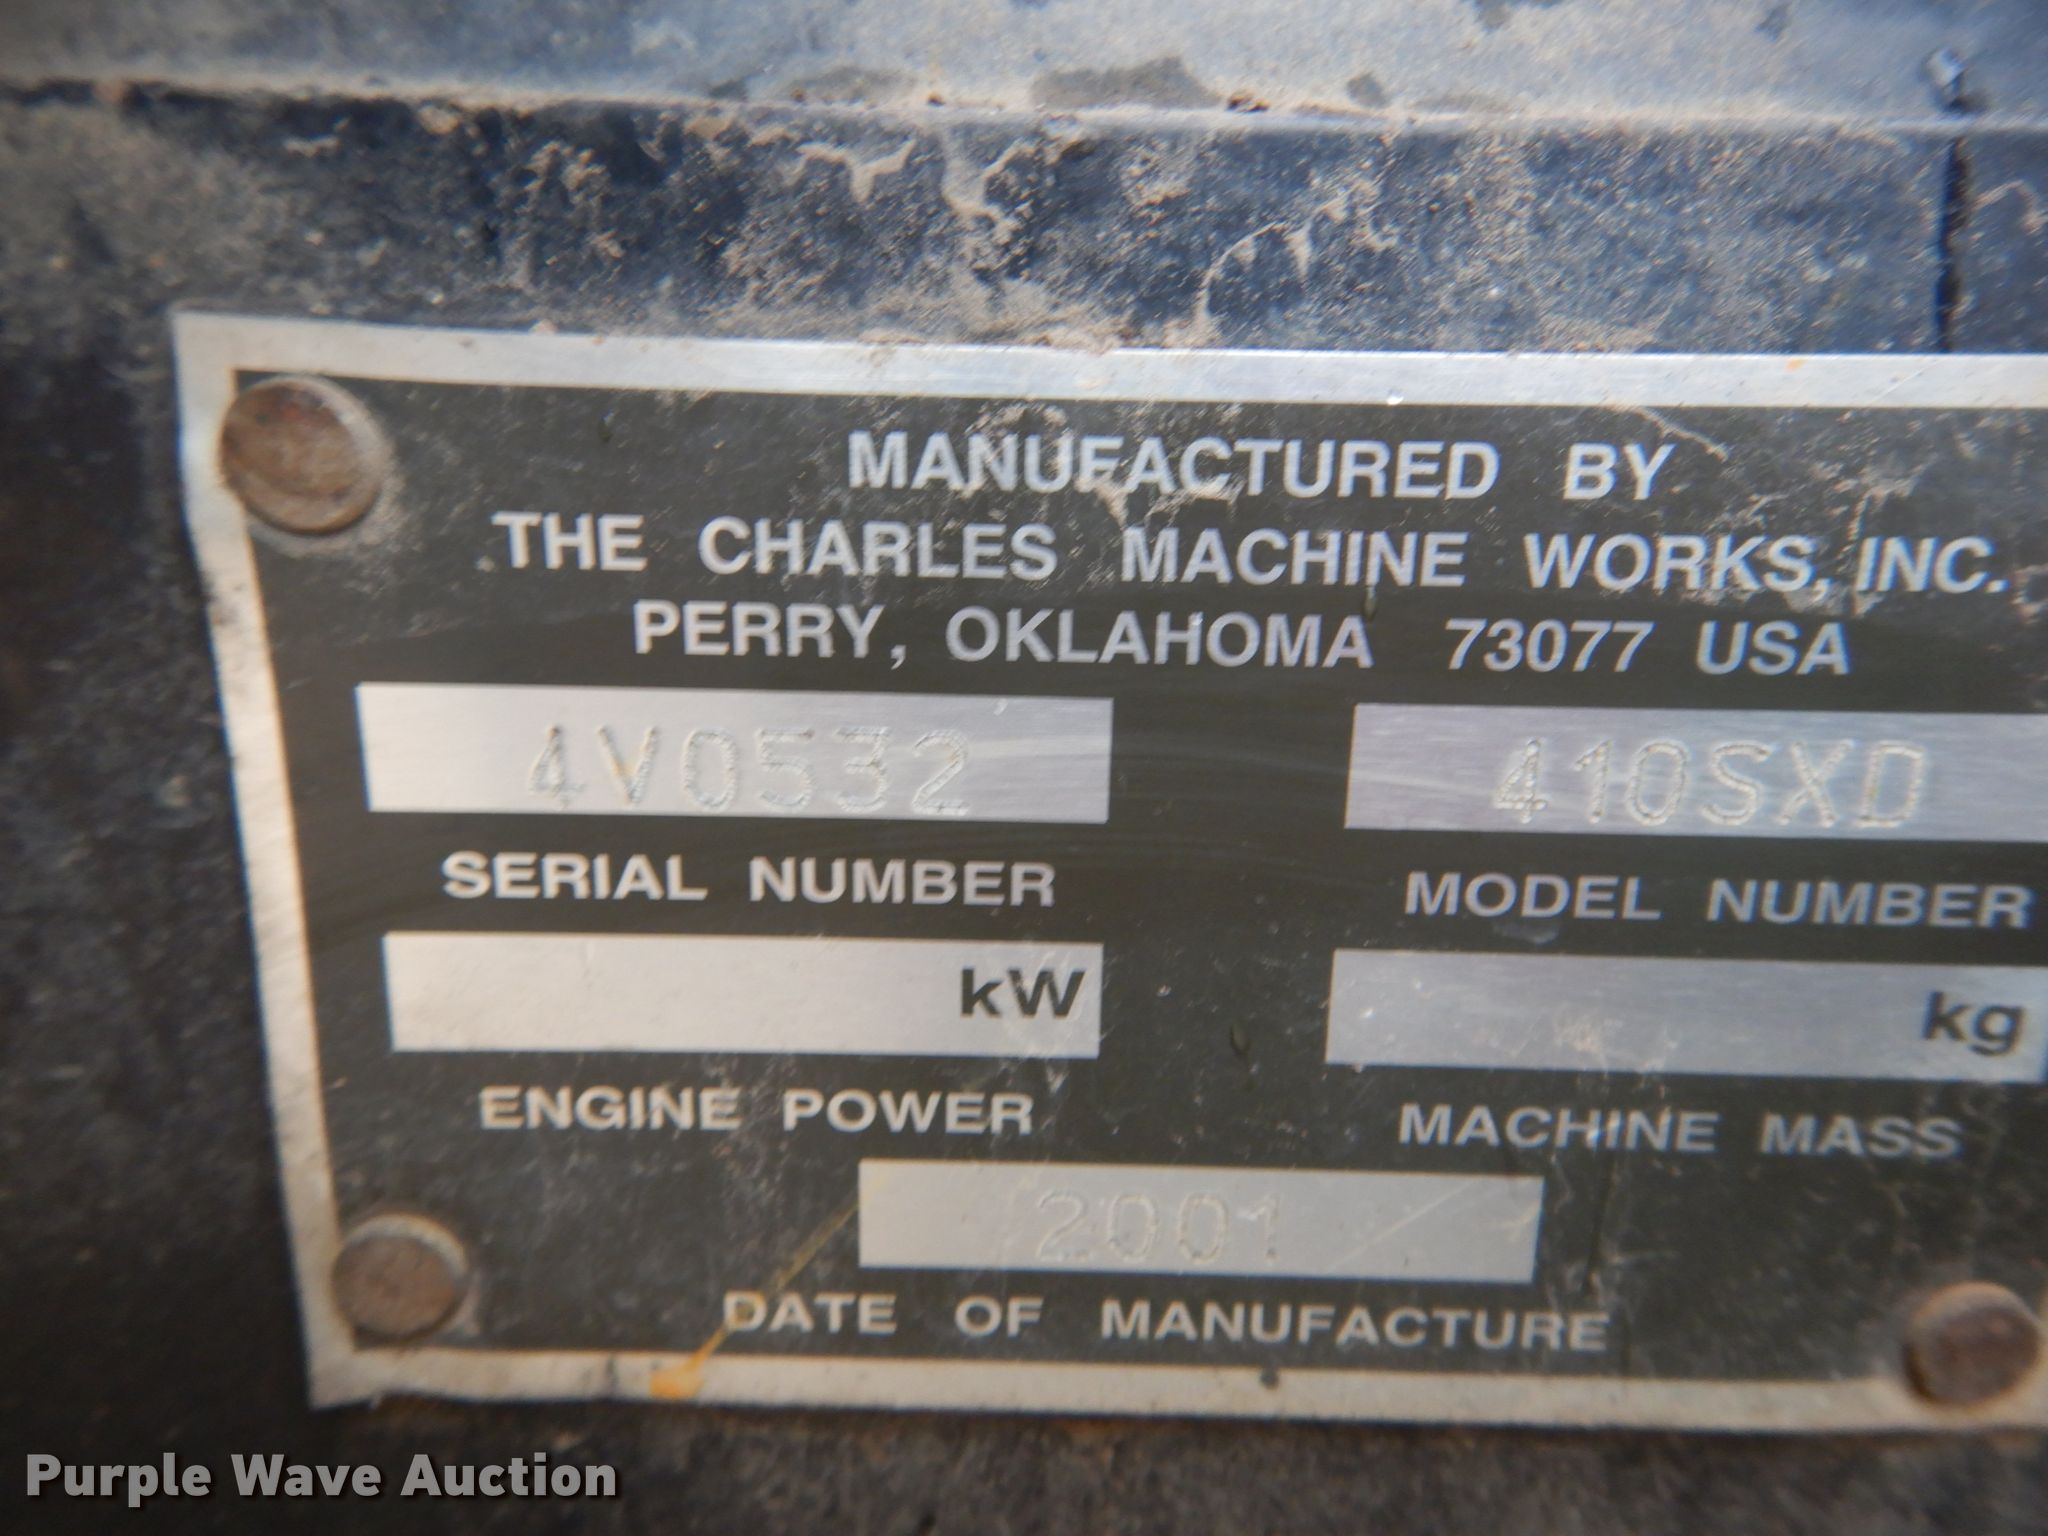 MANUFACTURED BY
THE CHARLES MACHINE WORKS, INC.
PERRY, OKLAHOMA 73077 USA
4V0532 410SXD
SERIAL NUMBER MODEL NUMBER
kW kg
ENGINE POWER MACHINE MASS
2001
DATE OF MANUFACTURE
Purple Wave Auction